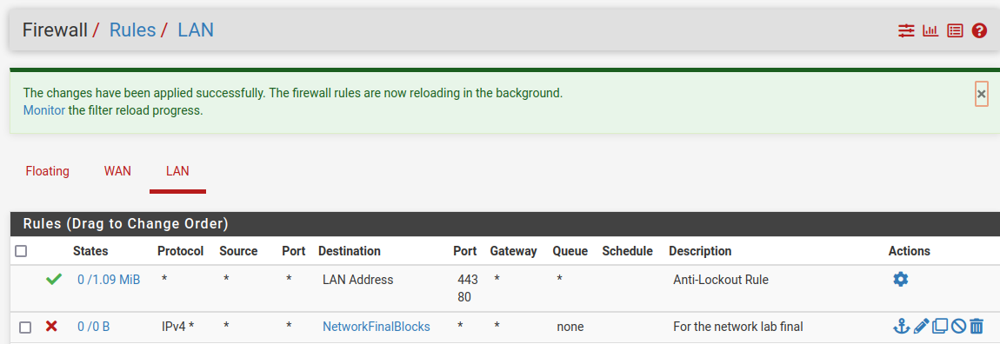 Firewall / Rules / LAN
The changes have been applied successfully. The firewall rules are now reloading in the background.
Monitor the filter reload progress.
×
Floating WAN LAN
Rules (Drag to Change Order)
States Protocol Source Port Destination Port Gateway Queue Schedule Description Actions
0 /1.09 MiB * * * LAN Address 443 * * Anti-Lockout Rule
80
0 /0 B IPv4 * * * NetworkFinalBlocks * * none For the network lab final